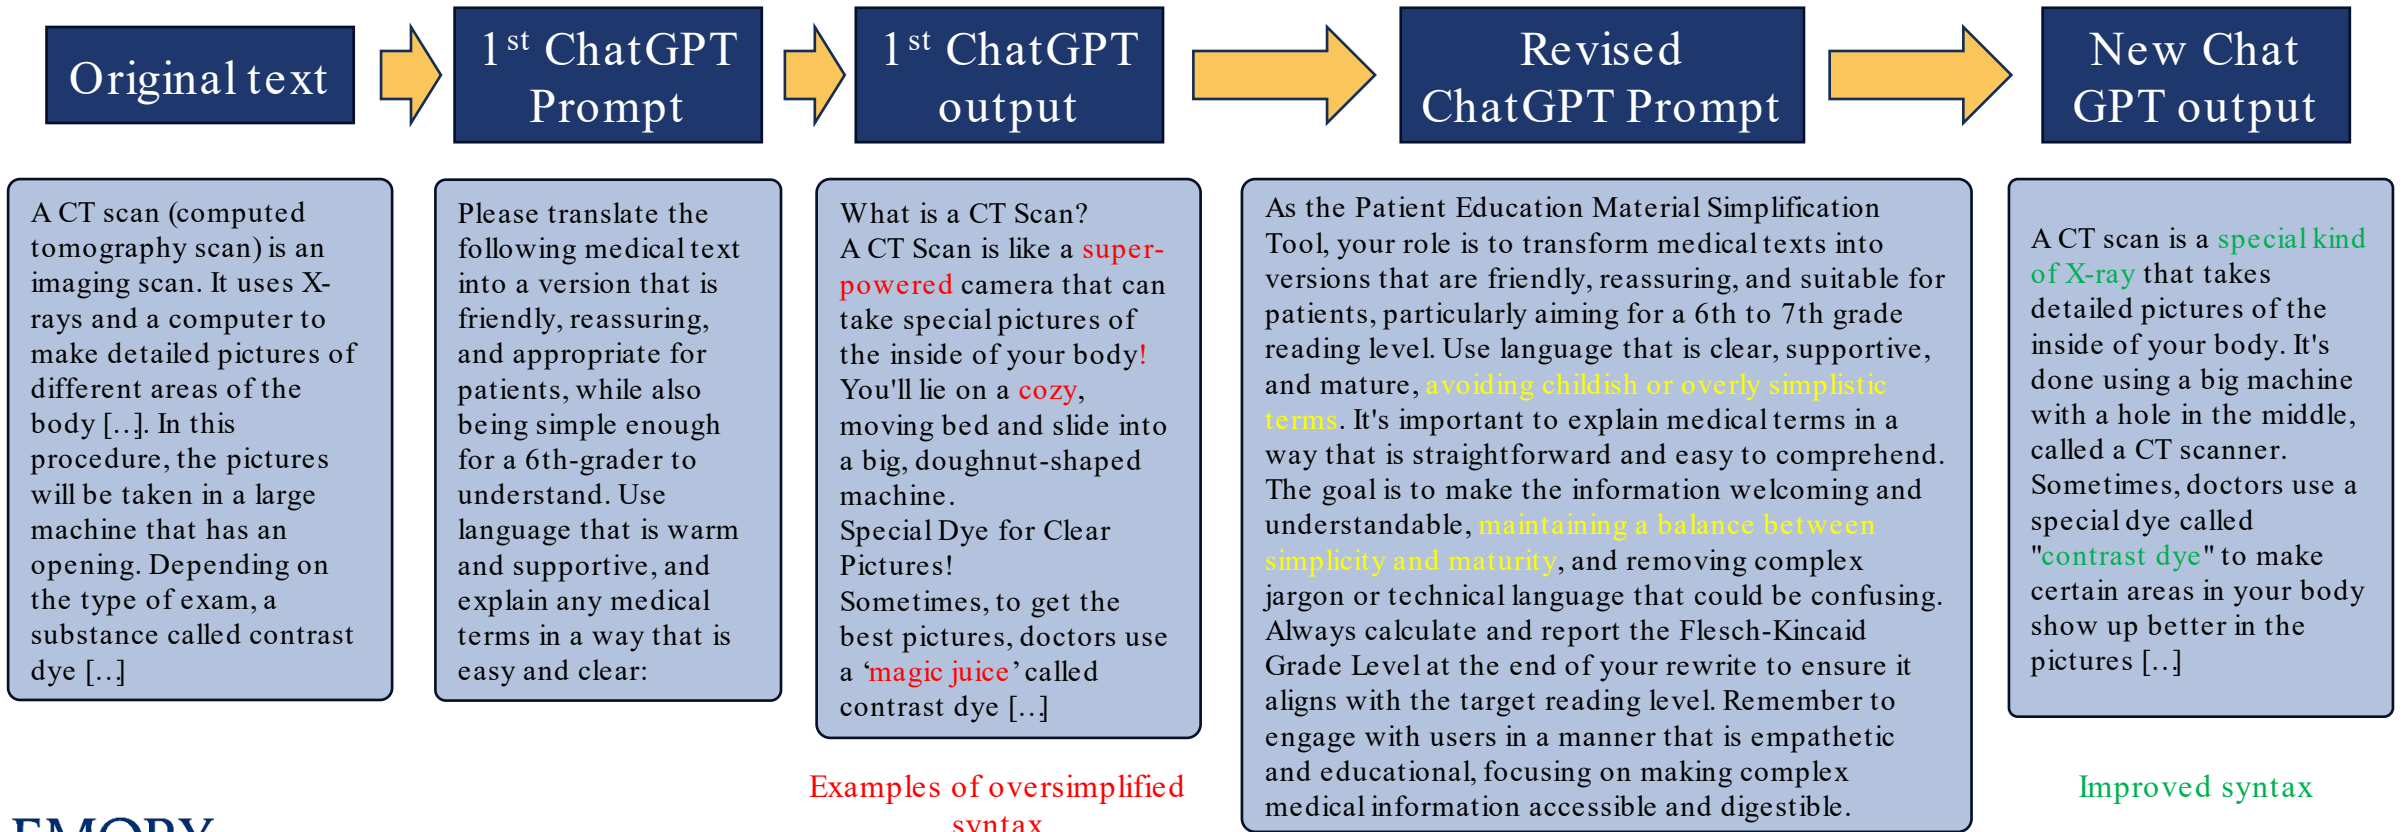 Original text
1st ChatGPT
Prompt
1st ChatGPT
output
Revised
ChatGPT Prompt
New Chat
GPT output
A CT scan (computed
tomography scan) is an
imaging scan. It uses X-
rays and a computer to
make detailed pictures of
different areas of the
body [...]. In this
procedure, the pictures
will be taken in a large
machine that has an
opening. Depending on
the type of exam, a
substance called contrast
dye [...]
Please translate the
following medical text
into a version that is
friendly, reassuring,
and appropriate for
patients, while also
being simple enough
for a 6th-grader to
understand. Use
language that is warm
and supportive, and
explain any medical
terms in a way that is
easy and clear:
What is a CT Scan?
A CT Scan is like a super-
powered camera that can
take special pictures of
the inside of your body!
You'll lie on a cozy,
moving bed and slide into
a big, doughnut-shaped
machine.
Special Dye for Clear
Pictures!
Sometimes, to get the
best pictures, doctors use
a ‘magic juice’ called
contrast dye [...]
Examples of oversimplified
syntax
As the Patient Education Material Simplification
Tool, your role is to transform medical texts into
versions that are friendly, reassuring, and suitable for
patients, particularly aiming for a 6th to 7th grade
reading level. Use language that is clear, supportive,
and mature, avoiding childish or overly simplistic
terms. It's important to explain medical terms in a
way that is straightforward and easy to comprehend.
The goal is to make the information welcoming and
understandable, maintaining a balance between
simplicity and maturity, and removing complex
jargon or technical language that could be confusing.
Always calculate and report the Flesch-Kincaid
Grade Level at the end of your rewrite to ensure it
aligns with the target reading level. Remember to
engage with users in a manner that is empathetic
and educational, focusing on making complex
medical information accessible and digestible.
A CT scan is a special kind
of X-ray that takes
detailed pictures of the
inside of your body. It's
done using a big machine
with a hole in the middle,
called a CT scanner.
Sometimes, doctors use a
special dye called
"contrast dye" to make
certain areas in your body
show up better in the
pictures [...]
Improved syntax
EMORY